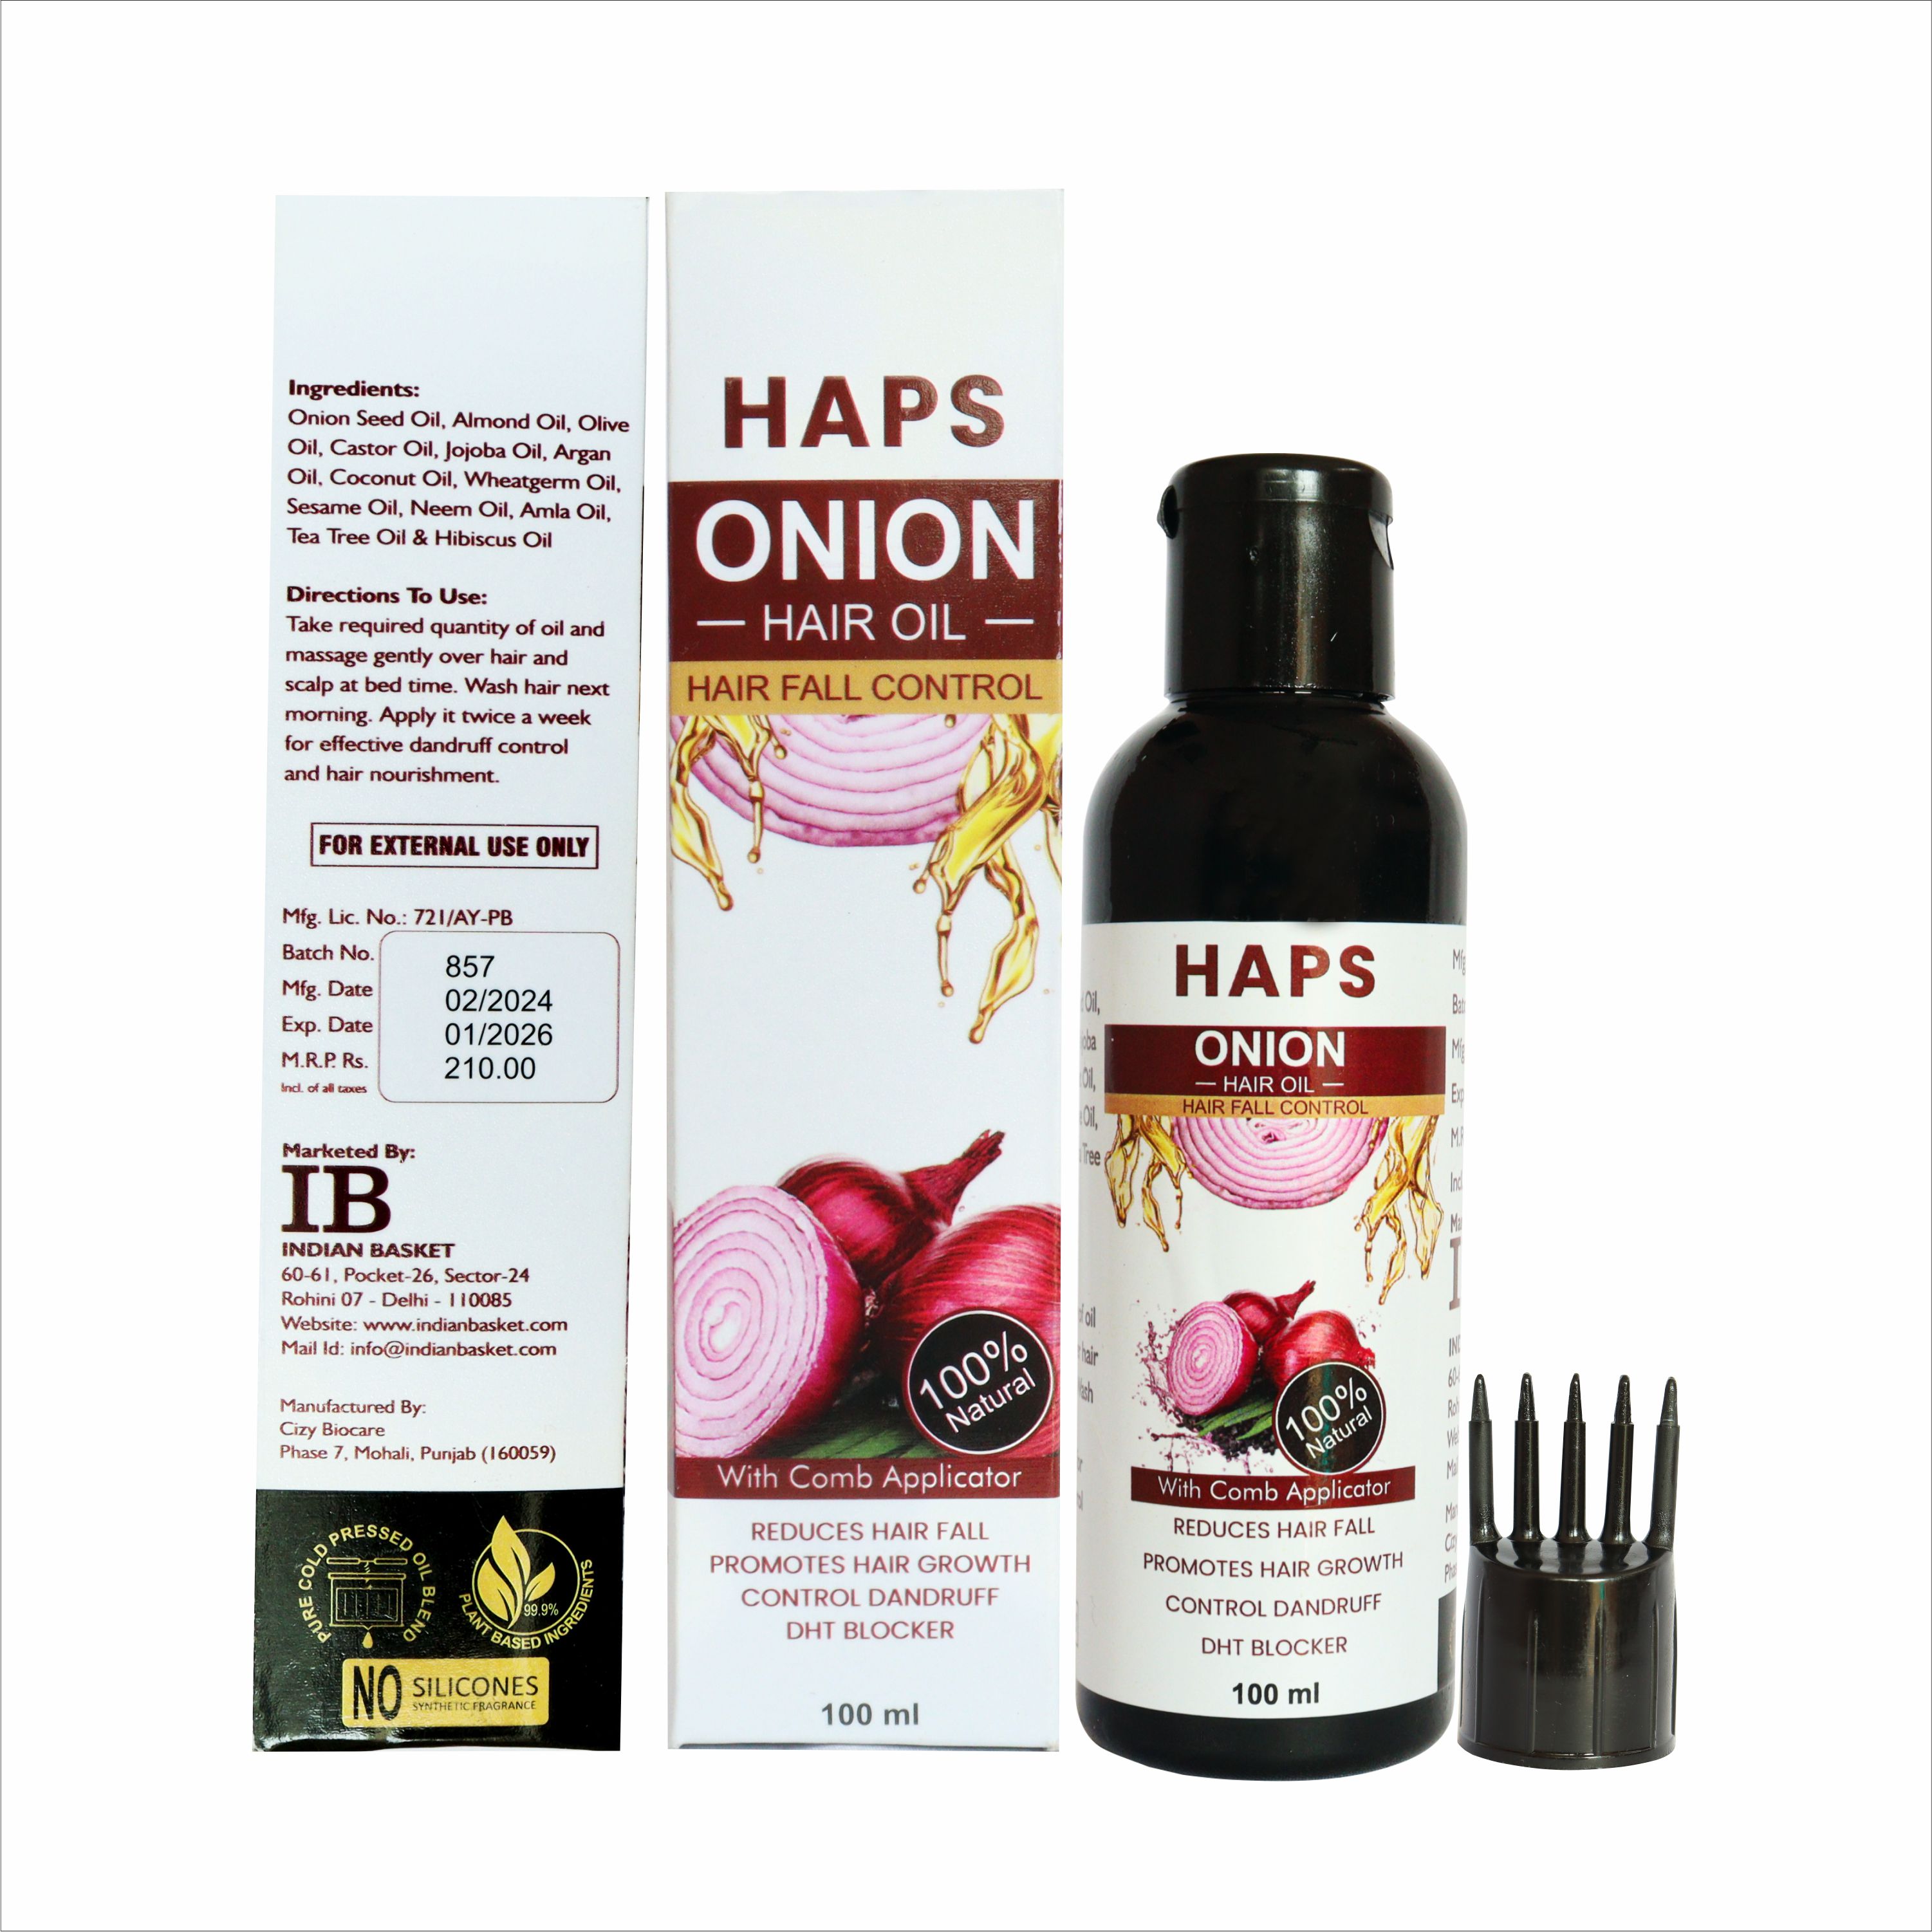 Ingredients:
Onion Seed Oil, Almond Oil, Olive
Oil, Castor Oil, Jojoba Oil, Argan
Oil, Coconut Oil, Wheatgerm Oil,
Sesame Oil, Neem Oil, Amla Oil,
Tea Tree Oil & Hibiscus Oil
Directions To Use:
Take required quantity of oil and
massage gently over hair and
scalp at bed time. Wash hair next
morning. Apply it twice a week
for effective dandruff control
and hair nourishment.
FOR EXTERNAL USE ONLY
Mfg. Lic. No.: 721/AY-PB
Batch No. 857
Mfg. Date 02/2024
Exp. Date 01/2026
M.R.P. Rs. 210.00
Incl. of all taxes
Marketed By:
IB
INDIAN BASKET
60-61, Pocket-26, Sector-24
Rohini 07 - Delhi - 110085
Website: www.indianbasket.com
Mail Id: info@indianbasket.com
Manufactured By:
Cizy Biocare
Phase 7, Mohali, Punjab (160059)
PURE COLD PRESSED OIL BLEND
99.9%
PLANT BASED INGREDIENTS
NO SILICONES
SYNTHETIC FRAGRANCE
HAPS
ONION
— HAIR OIL —
HAIR FALL CONTROL
100%
Natural
With Comb Applicator
REDUCES HAIR FALL
PROMOTES HAIR GROWTH
CONTROL DANDRUFF
DHT BLOCKER
100 ml
HAPS
ONION
— HAIR OIL —
HAIR FALL CONTROL
100%
Natural
With Comb Applicator
REDUCES HAIR FALL
PROMOTES HAIR GROWTH
CONTROL DANDRUFF
DHT BLOCKER
100 ml
Oil,
Oil,
Oil,
Tree
oil
hair